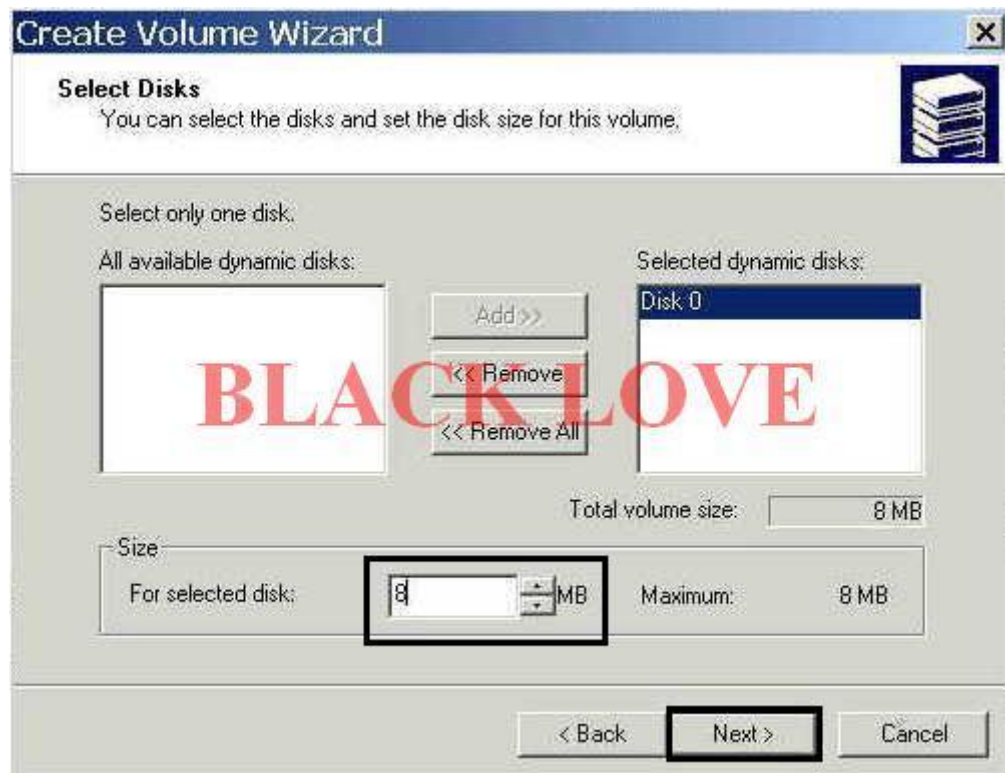 Create Volume Wizard
Select Disks
You can select the disks and set the disk size for this volume.
Select only one disk.
All available dynamic disks:
Selected dynamic disks:
Add >>
Disk 0
<< Remove
BLACK LOVE
<< Remove All
Total volume size: 8 MB
Size
For selected disk: 8 MB Maximum: 8 MB
< Back Next > Cancel